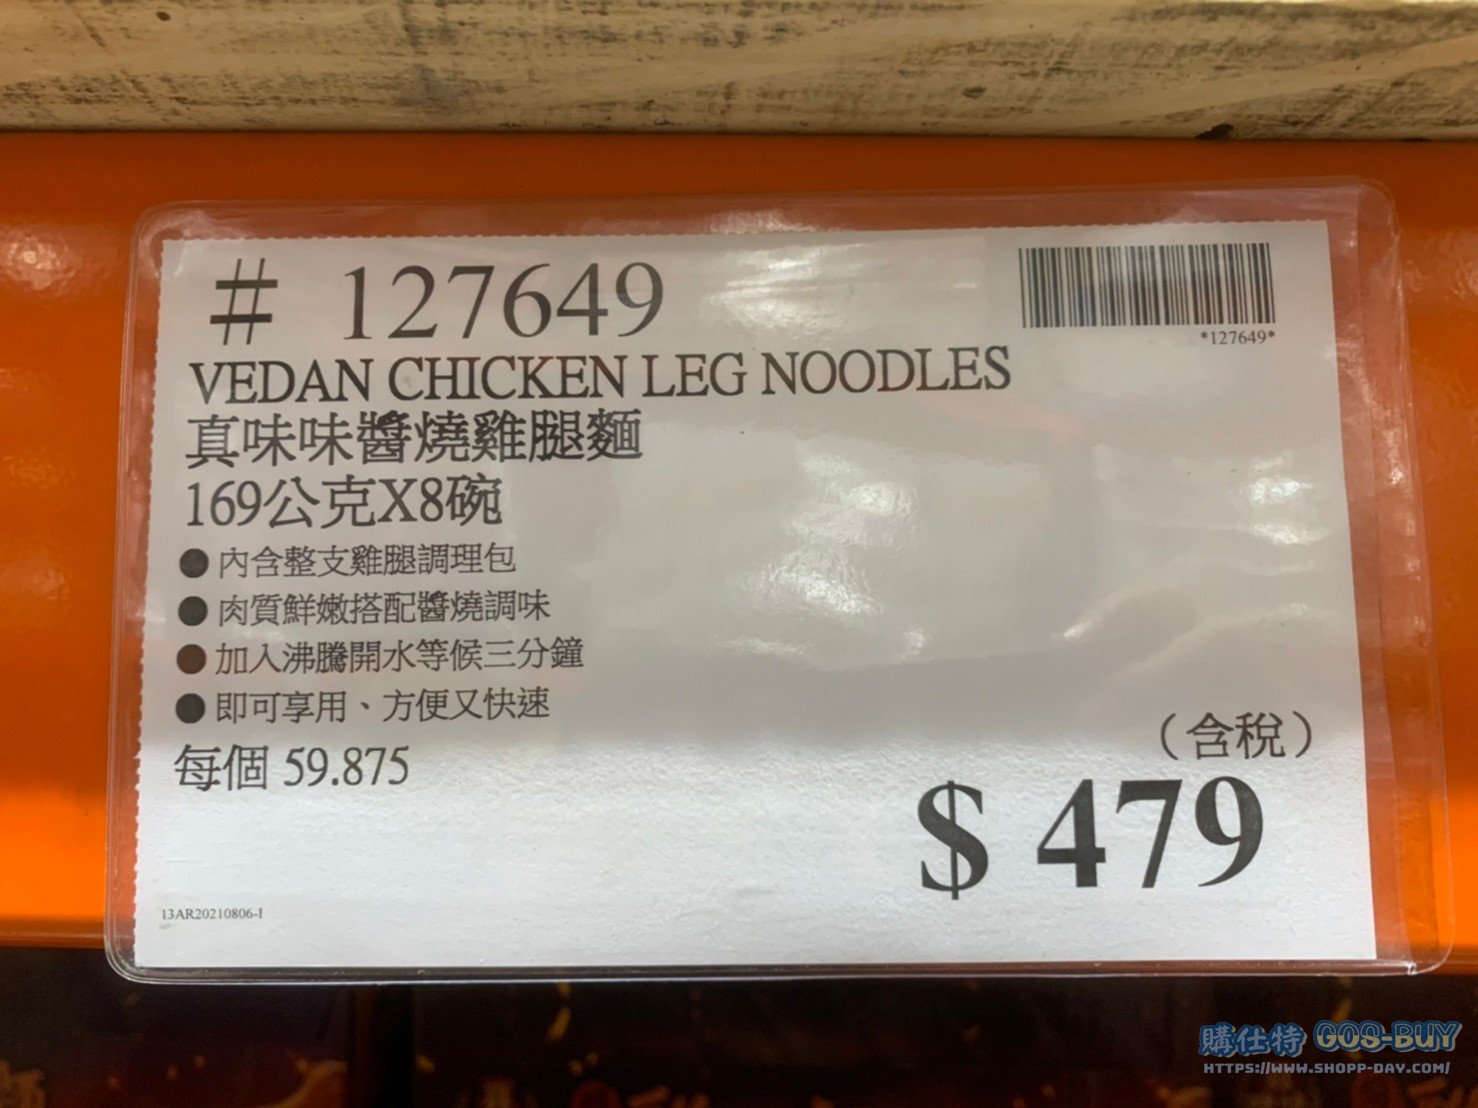 # 127649
*127649*
VEDAN CHICKEN LEG NOODLES
真味味醬燒雞腿麵
169公克X8碗
● 內含整支雞腿調理包
● 肉質鮮嫩搭配醬燒調味
● 加入沸騰開水等候三分鐘
● 即可享用、方便又快速
每個 59.875
（含稅）
$ 479
13AR20210806-I
購仕特 GOS-BUY
HTTPS://WWW.SHOPP-DAY.COM/